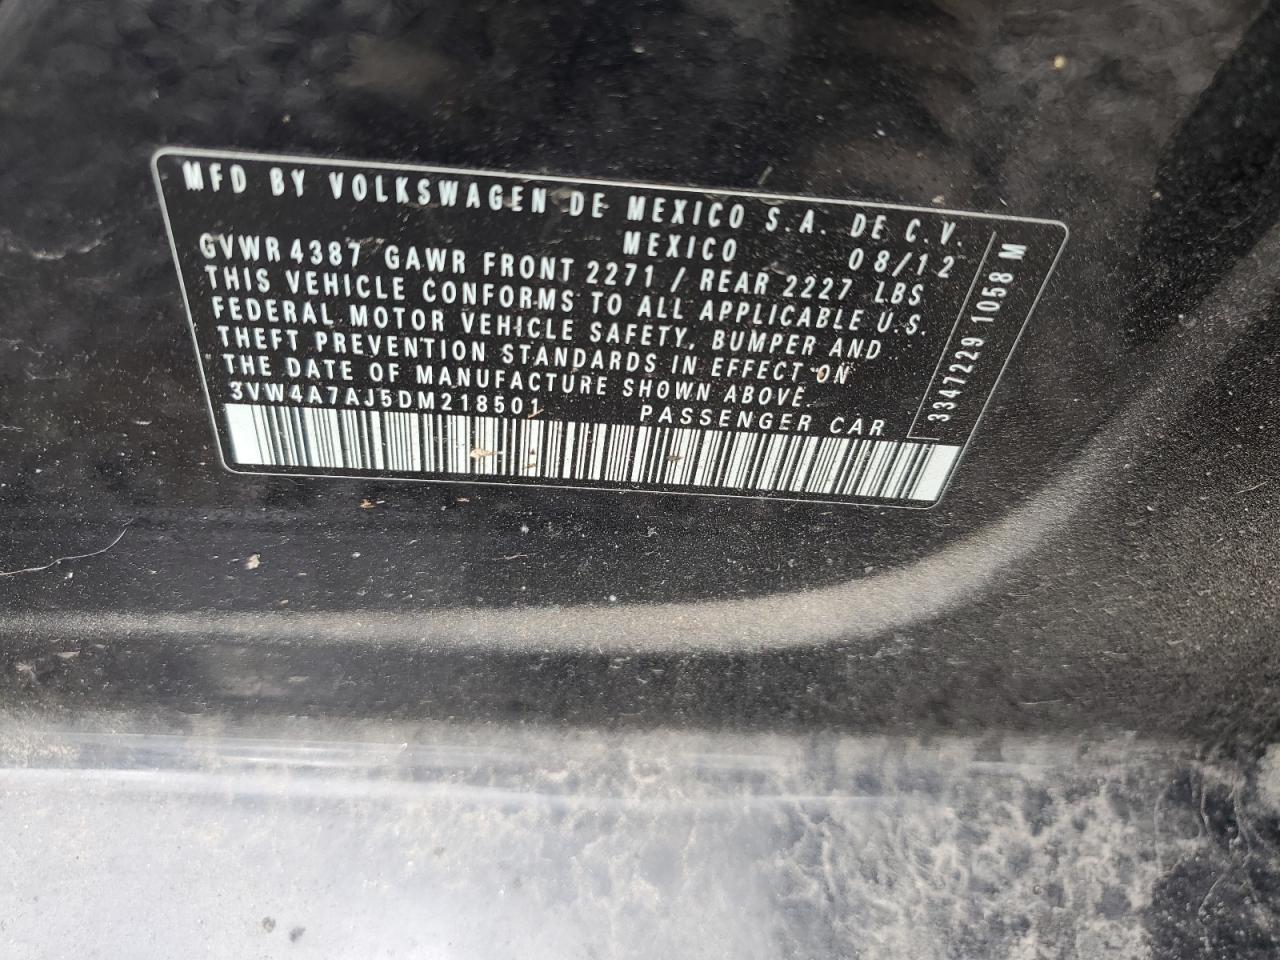 MFD BY VOLKSWAGEN DE MEXICO S.A. DE C.V.
MEXICO 08/12
GVWR 4387 GAWR FRONT 2271 / REAR 2227 LBS
THIS VEHICLE CONFORMS TO ALL APPLICABLE U.S.
FEDERAL MOTOR VEHICLE SAFETY, BUMPER AND
THEFT PREVENTION STANDARDS IN EFFECT ON
THE DATE OF MANUFACTURE SHOWN ABOVE.
3VW4A7AJ5DM218501 PASSENGER CAR
3347229 1058 M